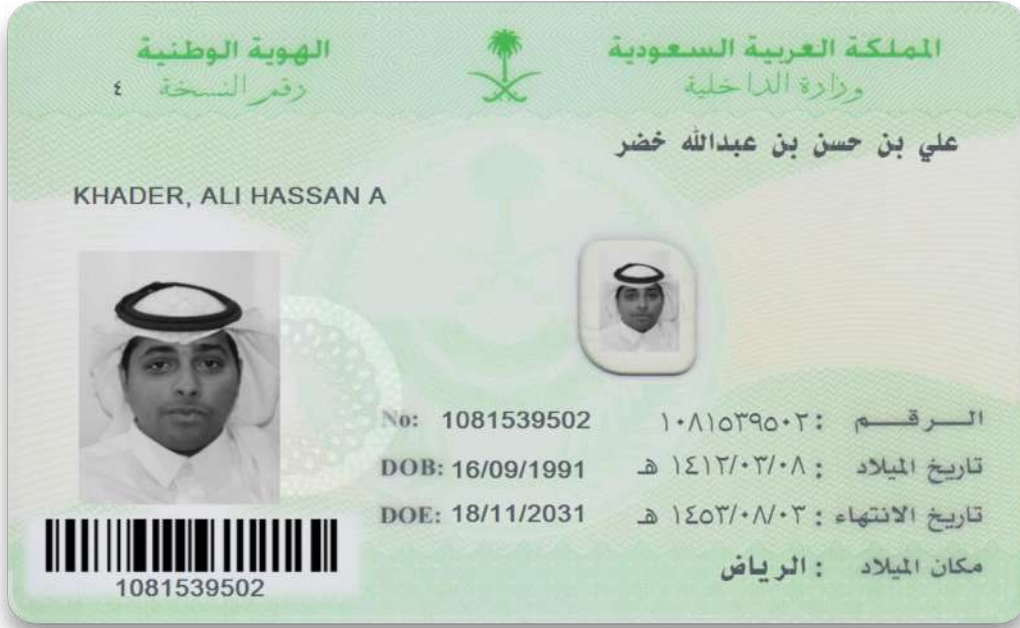 المملكة العربية السعودية
وزارة الداخلية
الهوية الوطنية
رقم النسخة ٤
علي بن حسن بن عبدالله خضر
KHADER, ALI HASSAN A
الـرقـم : ١٠٨١٥٣٩٥٠٢
No: 1081539502
تاريخ الميلاد : ١٤١٢/٠٣/٠٨ هـ
DOB: 16/09/1991
تاريخ الانتهاء : ١٤٥٣/٠٨/٠٣ هـ
DOE: 18/11/2031
مكان الميلاد : الرياض
1081539502